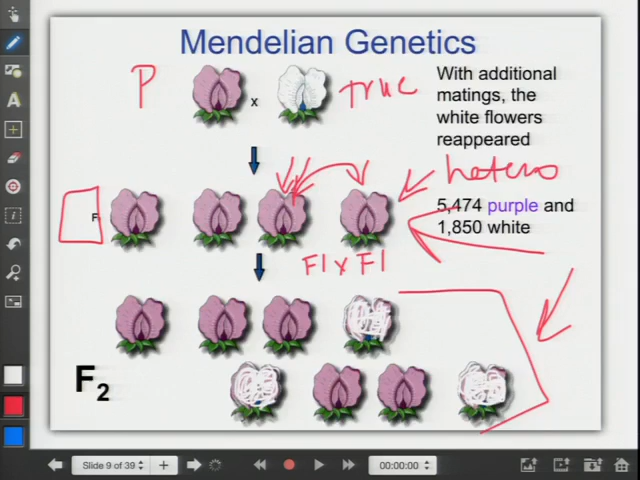 Mendelian Genetics
P
x
true
With additional
matings, the
white flowers
reappeared
hetero
F1
5,474 purple and
1,850 white
F1 x F1
F2
Slide 9 of 39
00:00:00